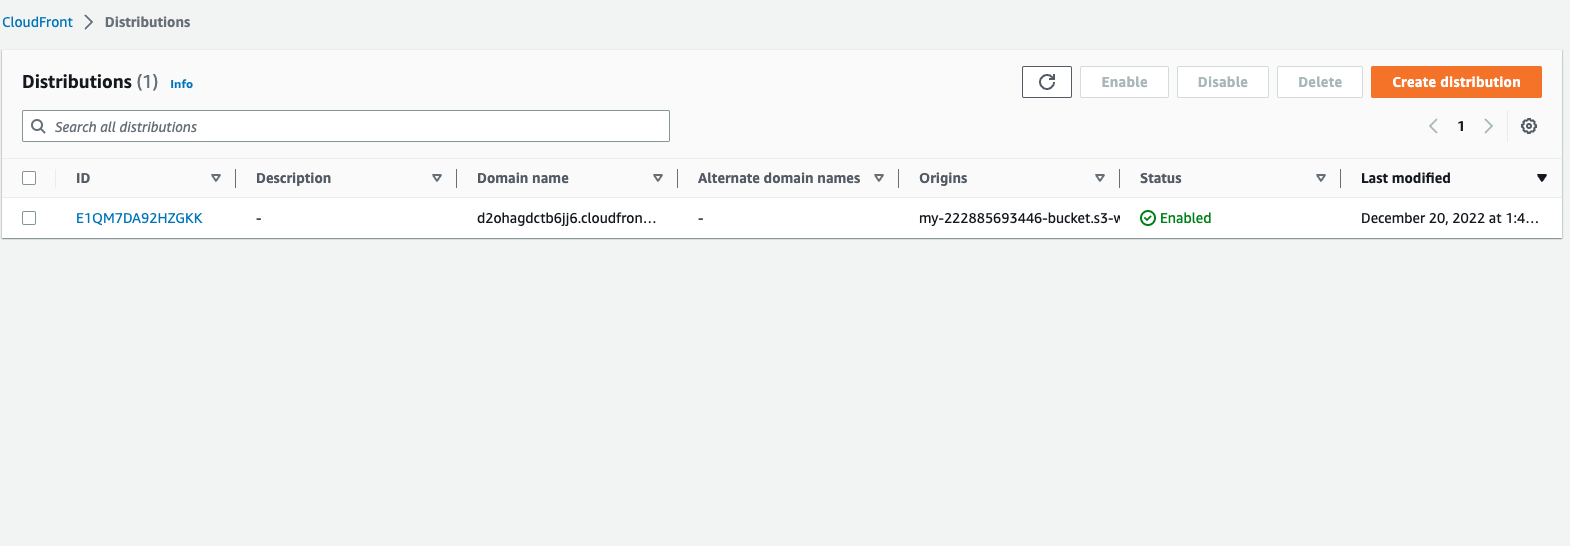 CloudFront > Distributions
Distributions (1) Info
Enable Disable Delete Create distribution
Search all distributions
1
ID Description Domain name Alternate domain names Origins Status Last modified
E1QM7DA92HZGKK - d2ohagdctb6jj6.cloudfron... - my-222885693446-bucket.s3-w Enabled December 20, 2022 at 1:4...